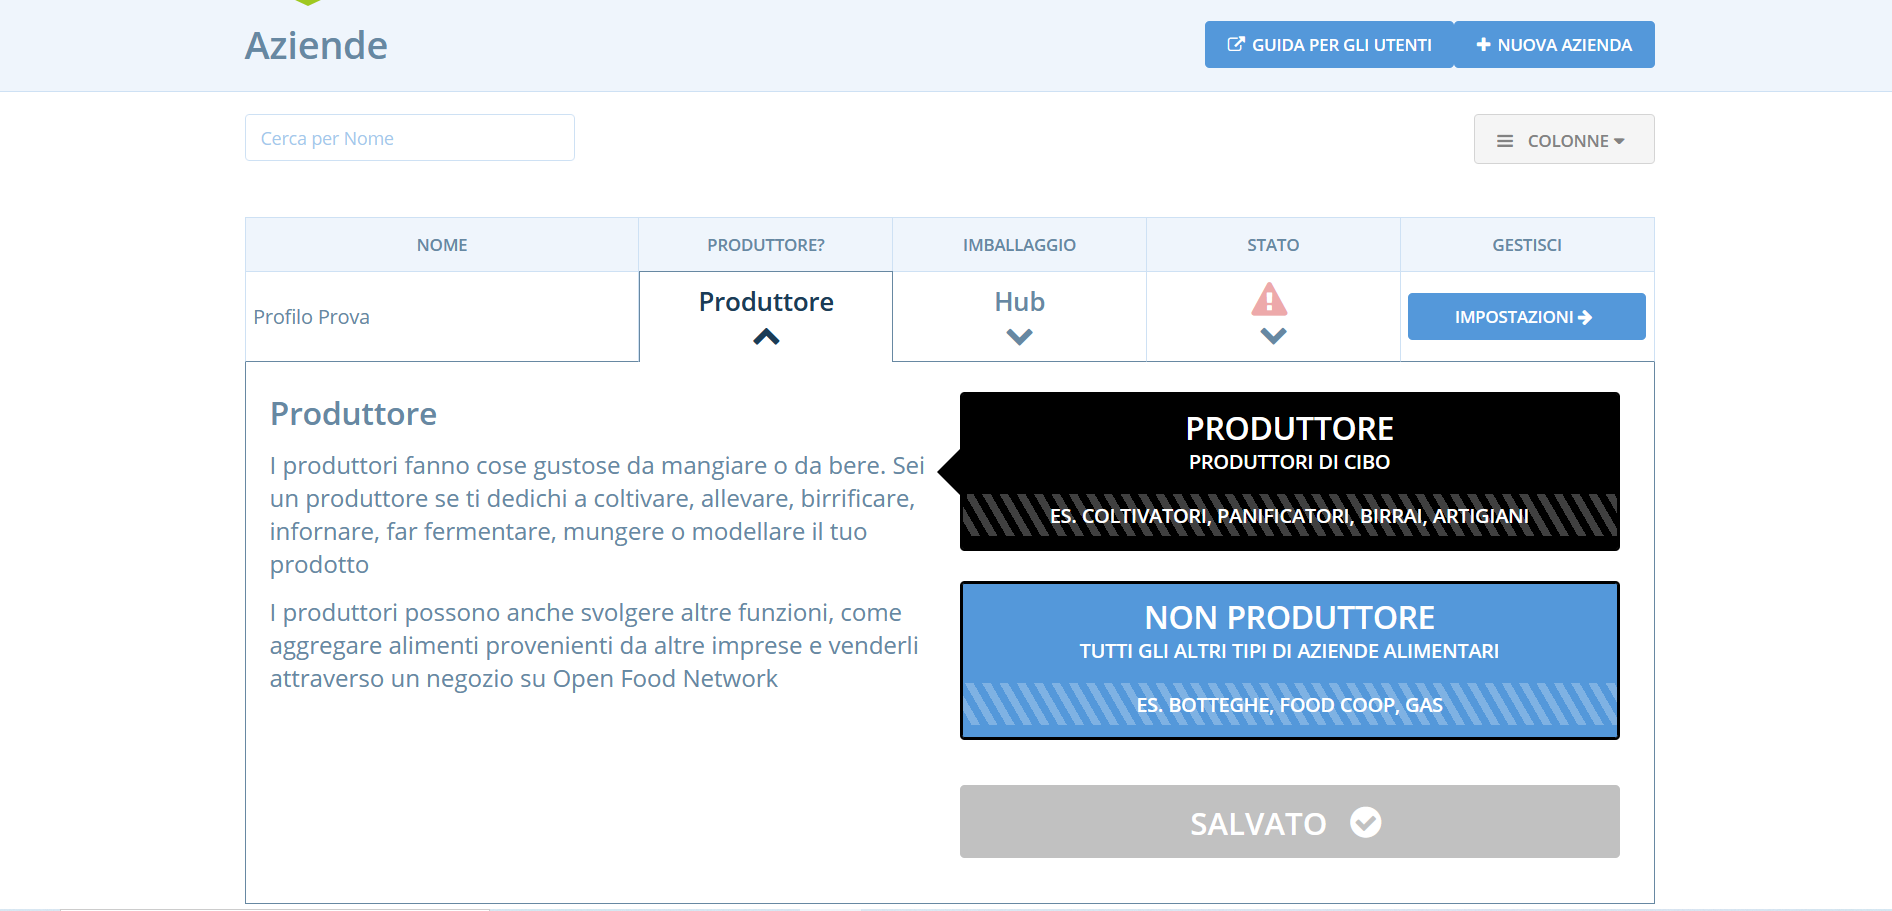 Aziende
GUIDA PER GLI UTENTI
NUOVA AZIENDA
Cerca per Nome
COLONNE
NOME
PRODUTTORE?
IMBALLAGGIO
STATO
GESTISCI
Profilo Prova
Produttore
Hub
IMPOSTAZIONI
Produttore
I produttori fanno cose gustose da mangiare o da bere. Sei
un produttore se ti dedichi a coltivare, allevare, birrificare,
infornare, far fermentare, mungere o modellare il tuo
prodotto
I produttori possono anche svolgere altre funzioni, come
aggregare alimenti provenienti da altre imprese e venderli
attraverso un negozio su Open Food Network
PRODUTTORE
PRODUTTORI DI CIBO
ES. COLTIVATORI, PANIFICATORI, BIRRAI, ARTIGIANI
NON PRODUTTORE
TUTTI GLI ALTRI TIPI DI AZIENDE ALIMENTARI
ES. BOTTEGHE, FOOD COOP, GAS
SALVATO